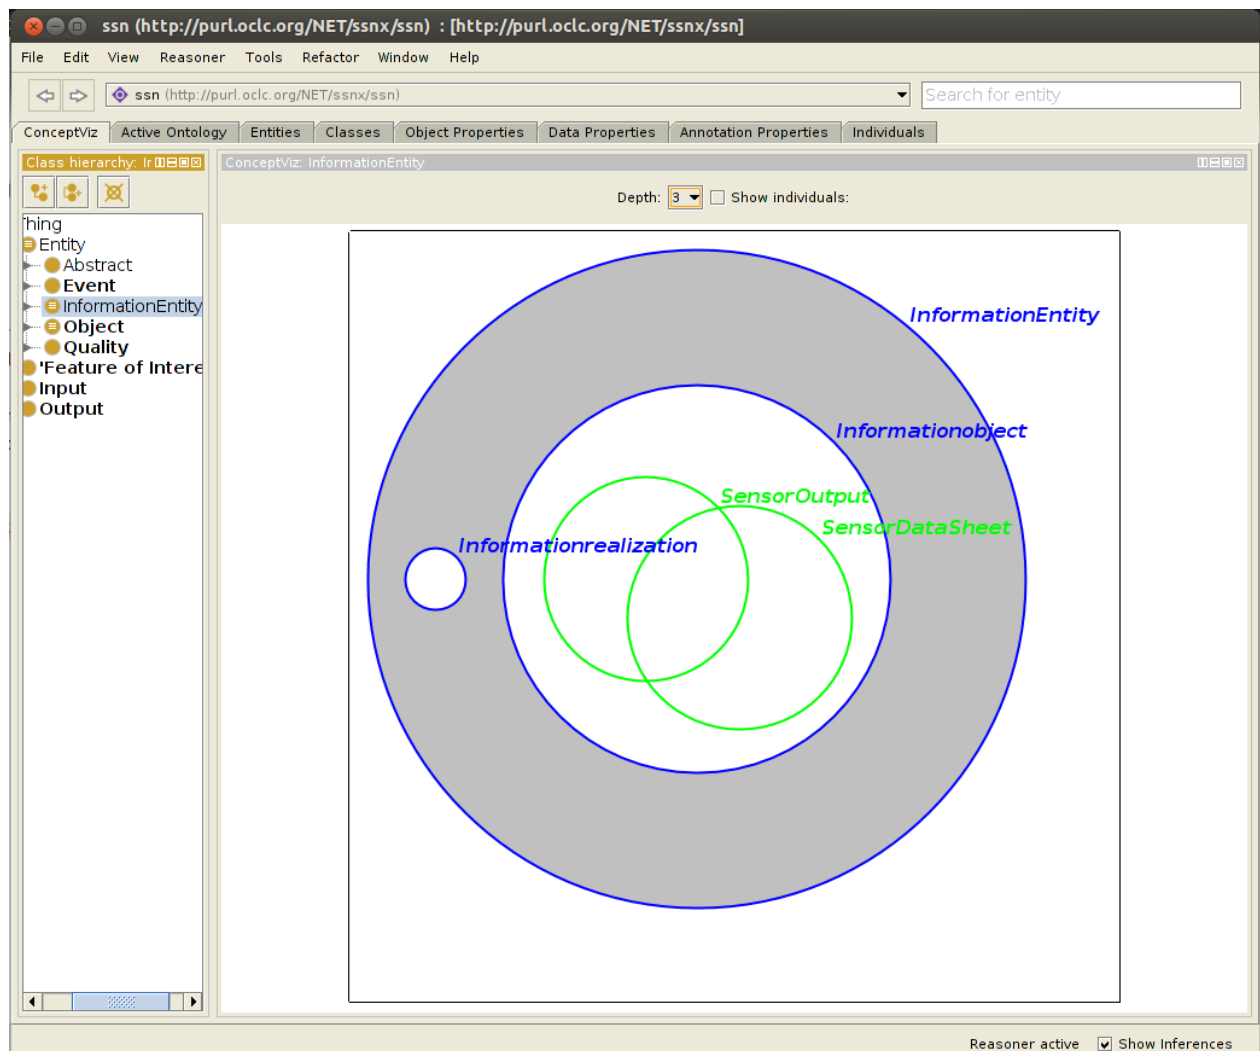 ssn (http://purl.oclc.org/NET/ssnx/ssn) : [http://purl.oclc.org/NET/ssnx/ssn]
File Edit View Reasoner Tools Refactor Window Help
ssn (http://purl.oclc.org/NET/ssnx/ssn) Search for entity
ConceptViz Active Ontology Entities Classes Object Properties Data Properties Annotation Properties Individuals
Class hierarchy: Ir ConceptViz: InformationEntity
Depth: 3 Show individuals:
Thing
Entity
Abstract
Event
InformationEntity
Object
Quality
'Feature of Intere
Input
Output
InformationEntity
Informationobject
SensorOutput
SensorDataSheet
Informationrealization
Reasoner active Show Inferences